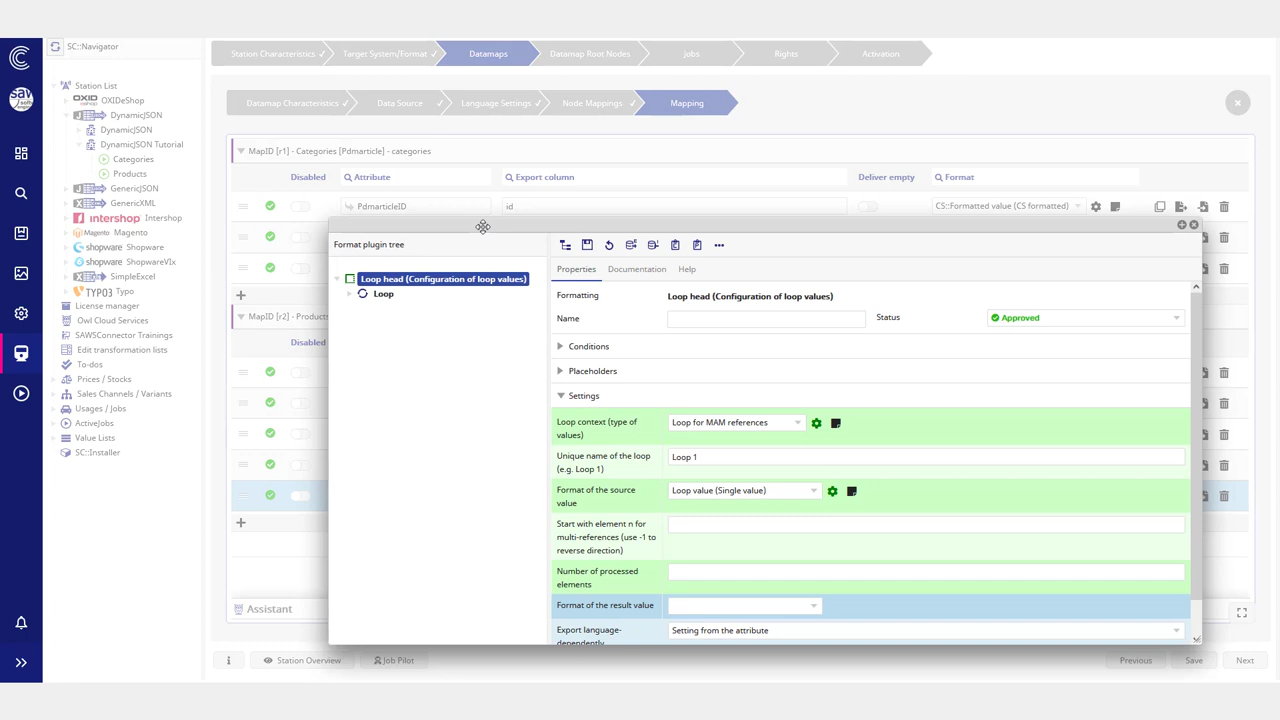 SC::Navigator
Station List
OXID eshop OXIDeShop
DynamicJSON
DynamicJSON
DynamicJSON Tutorial
Categories
Products
GenericJSON
GenericXML
intershop Intershop
Magento Magento
shopware Shopware
shopware ShopwareVIx
SimpleExcel
TYPO3 Typo
License manager
Owl Cloud Services
SAWSConnector Trainings
Edit transformation lists
To-dos
Prices / Stocks
Sales Channels / Variants
Usages / Jobs
ActiveJobs
Value Lists
SC::Installer
Station Characteristics ✓ Target System/Format ✓ Datamaps Datamap Root Nodes Jobs Rights Activation
Datamap Characteristics ✓ Data Source ✓ Language Settings ✓ Node Mappings ✓ Mapping
MapID [r1] - Categories [Pdmarticle] - categories
Disabled Attribute Export column Deliver empty Format
PdmarticleID id CS::Formatted value (CS formatted)
MapID [r2] - Products
Disabled
Format plugin tree
Loop head (Configuration of loop values)
Loop
Properties Documentation Help
Formatting Loop head (Configuration of loop values)
Name Status Approved
Conditions
Placeholders
Settings
Loop context (type of values) Loop for MAM references
Unique name of the loop (e.g. Loop 1) Loop 1
Format of the source value Loop value (Single value)
Start with element n for multi-references (use -1 to reverse direction)
Number of processed elements
Format of the result value
Export language-dependently Setting from the attribute
Assistant
Station Overview Job Pilot Previous Save Next